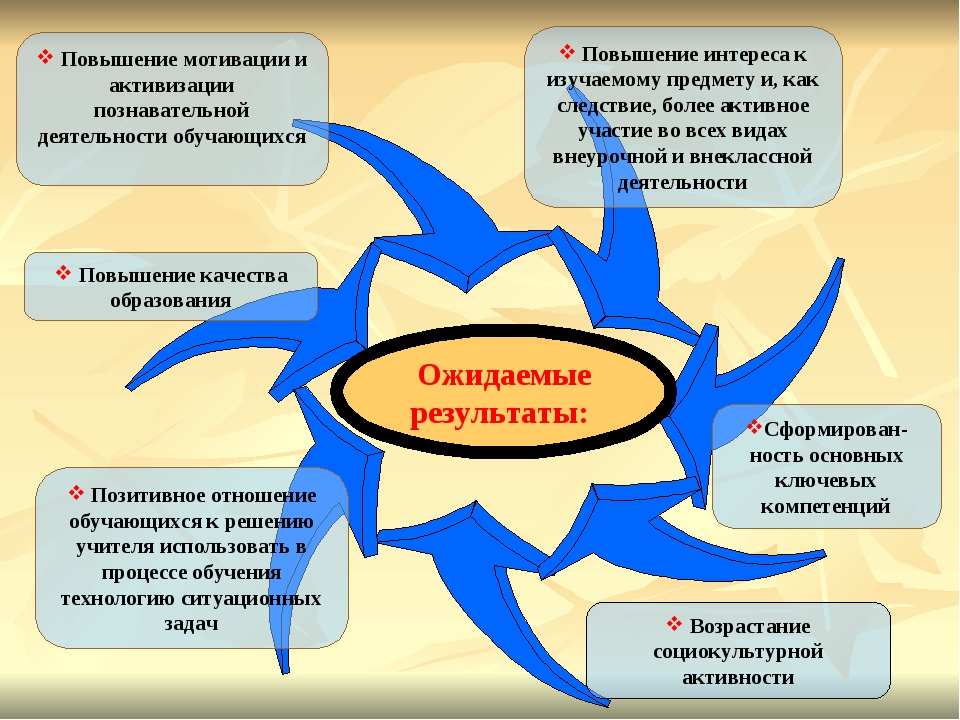 ❖ Повышение мотивации и
активизации
познавательной
деятельности обучающихся
❖ Повышение интереса к
изучаемому предмету и, как
следствие, более активное
участие во всех видах
внеурочной и внеклассной
деятельности
❖ Повышение качества
образования
Ожидаемые
результаты:
❖Сформирован-
ность основных
ключевых
компетенций
❖ Позитивное отношение
обучающихся к решению
учителя использовать в
процессе обучения
технологию ситуационных
задач
❖ Возрастание
социокультурной
активности